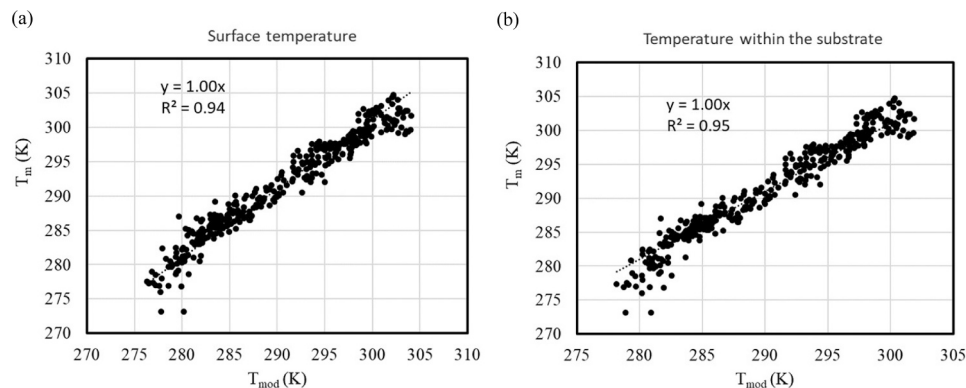 (a)
Surface temperature
y = 1.00x
R² = 0.94
310
305
300
295
290
285
280
275
270
Tm (K)
270 275 280 285 290 295 300 305 310
Tmod (K)
(b)
Temperature within the substrate
y = 1.00x
R² = 0.95
310
305
300
295
290
285
280
275
270
Tm (K)
275 280 285 290 295 300 305
Tmod (K)